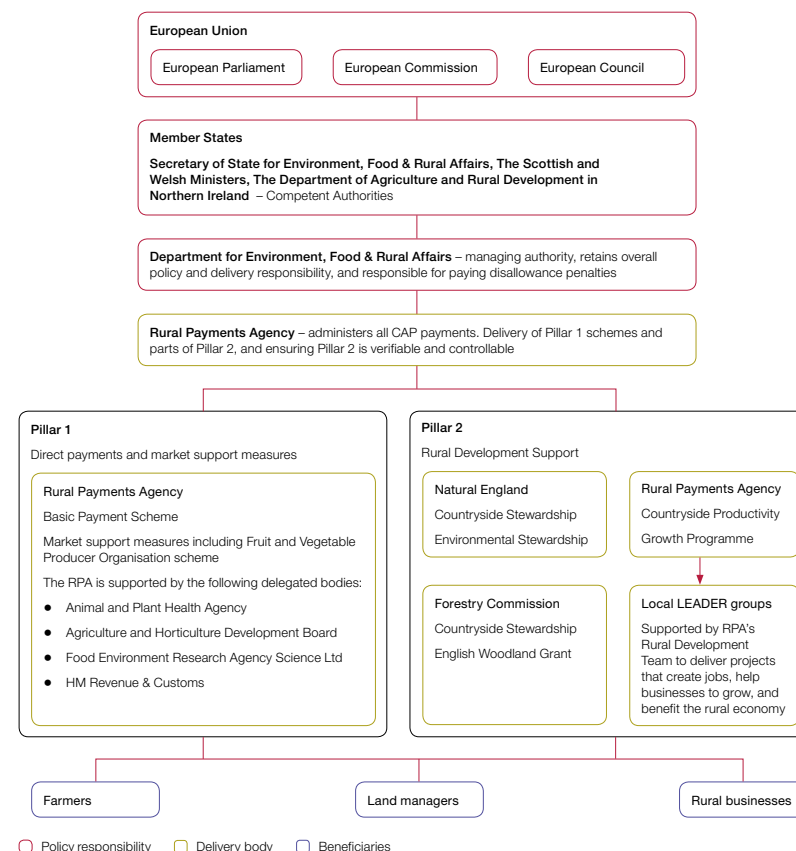 European Union
European Parliament
European Commission
European Council
Member States
Secretary of State for Environment, Food & Rural Affairs, The Scottish and
Welsh Ministers, The Department of Agriculture and Rural Development in
Northern Ireland – Competent Authorities
Department for Environment, Food & Rural Affairs – managing authority, retains overall
policy and delivery responsibility, and responsible for paying disallowance penalties
Rural Payments Agency – administers all CAP payments. Delivery of Pillar 1 schemes and
parts of Pillar 2, and ensuring Pillar 2 is verifiable and controllable
Pillar 1
Direct payments and market support measures
Rural Payments Agency
Basic Payment Scheme
Market support measures including Fruit and Vegetable
Producer Organisation scheme
The RPA is supported by the following delegated bodies:
● Animal and Plant Health Agency
● Agriculture and Horticulture Development Board
● Food Environment Research Agency Science Ltd
● HM Revenue & Customs
Pillar 2
Rural Development Support
Natural England
Countryside Stewardship
Environmental Stewardship
Rural Payments Agency
Countryside Productivity
Growth Programme
Forestry Commission
Countryside Stewardship
English Woodland Grant
Local LEADER groups
Supported by RPA's
Rural Development
Team to deliver projects
that create jobs, help
businesses to grow, and
benefit the rural economy
Farmers
Land managers
Rural businesses
Policy responsibility
Delivery body
Beneficiaries